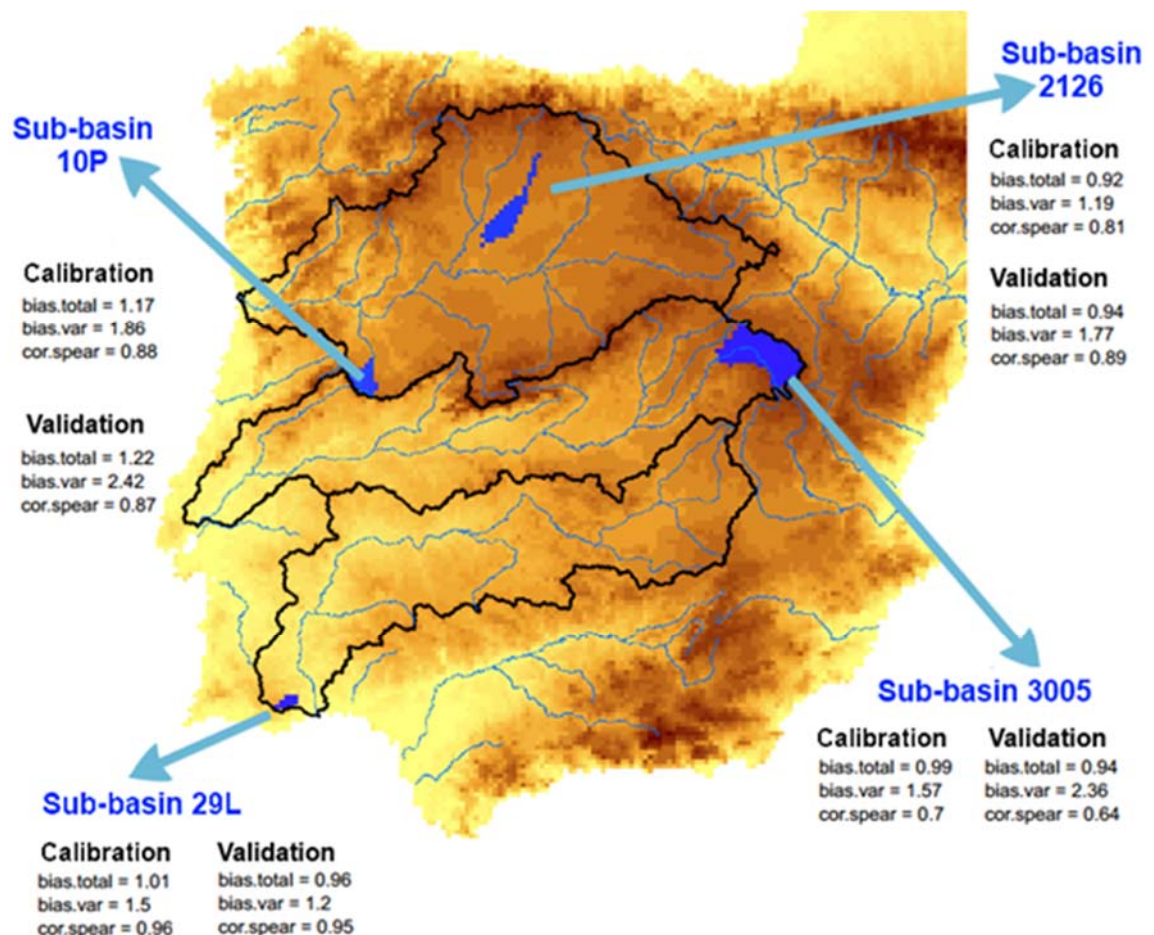 Sub-basin
10P
Calibration
bias.total = 1.17
bias.var = 1.86
cor.spear = 0.88
Validation
bias.total = 1.22
bias.var = 2.42
cor.spear = 0.87
Sub-basin
2126
Calibration
bias.total = 0.92
bias.var = 1.19
cor.spear = 0.81
Validation
bias.total = 0.94
bias.var = 1.77
cor.spear = 0.89
Sub-basin 29L
Calibration
bias.total = 1.01
bias.var = 1.5
cor.spear = 0.96
Validation
bias.total = 0.96
bias.var = 1.2
cor.spear = 0.95
Sub-basin 3005
Calibration
bias.total = 0.99
bias.var = 1.57
cor.spear = 0.7
Validation
bias.total = 0.94
bias.var = 2.36
cor.spear = 0.64